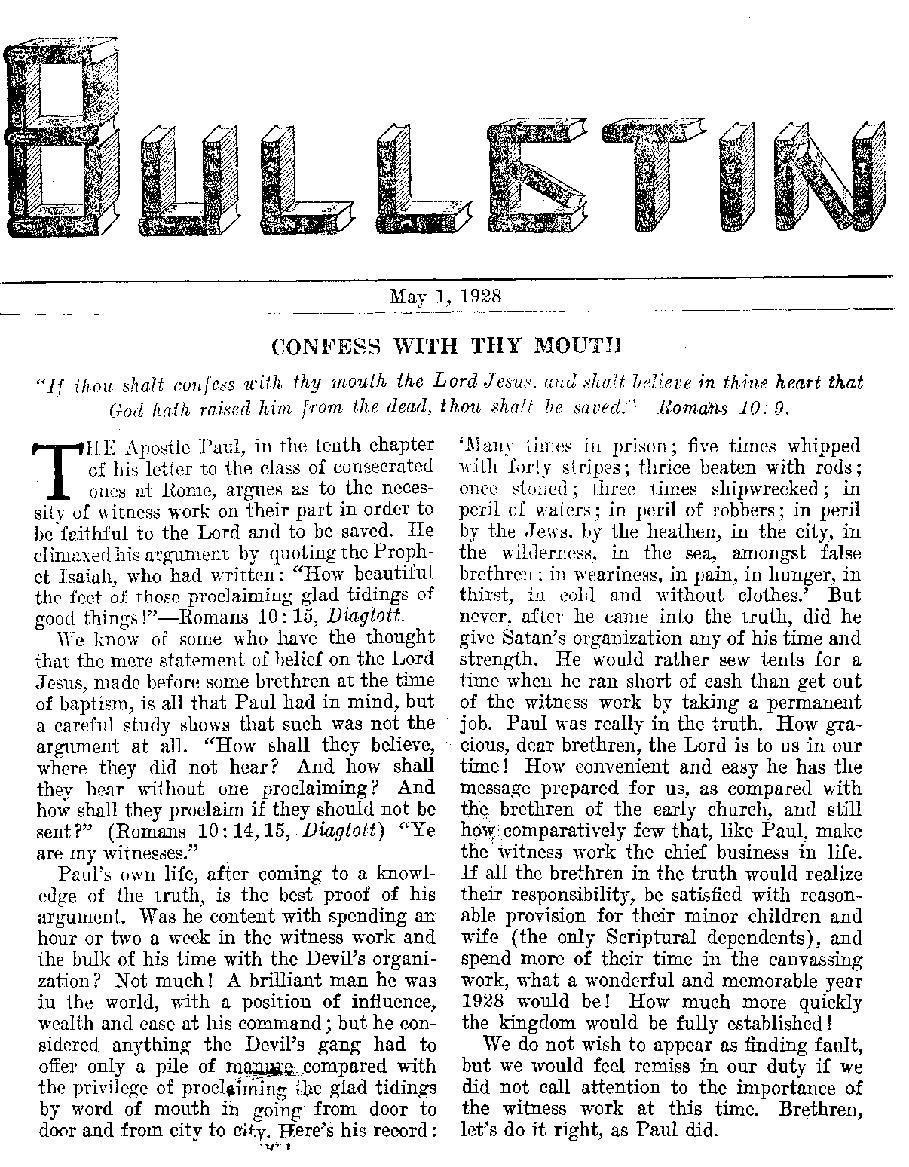 BULLETIN
May 1, 1928
CONFESS WITH THY MOUTH
"If thou shalt confess with thy mouth the Lord Jesus, and shalt believe in thine heart that
God hath raised him from the dead, thou shalt be saved." Romans 10:9.
THE Apostle Paul, in the tenth chapter
of his letter to the class of consecrated
ones at Rome, argues as to the neces-
sity of witness work on their part in order to
be faithful to the Lord and to be saved. He
climaxed his argument by quoting the Proph-
et Isaiah, who had written: "How beautiful
the feet of those proclaiming glad tidings of
good things!"—Romans 10:15, Diaglott.
We know of some who have the thought
that the mere statement of belief on the Lord
Jesus, made before some brethren at the time
of baptism, is all that Paul had in mind, but
a careful study shows that such was not the
argument at all. "How shall they believe,
where they did not hear? And how shall
they hear without one proclaiming? And
how shall they proclaim if they should not be
sent?" (Romans 10:14,15, Diaglott) "Ye
are my witnesses."
Paul's own life, after coming to a knowl-
edge of the truth, is the best proof of his
argument. Was he content with spending an
hour or two a week in the witness work and
the bulk of his time with the Devil's organi-
zation? Not much! A brilliant man he was
in the world, with a position of influence,
wealth and ease at his command; but he con-
sidered anything the Devil's gang had to
offer only a pile of manure compared with
the privilege of proclaiming the glad tidings
by word of mouth in going from door to
door and from city to city. Here's his record:
'Many times in prison; five times whipped
with forty stripes; thrice beaten with rods;
once stoned; three times shipwrecked; in
peril of waters; in peril of robbers; in peril
by the Jews, by the heathen, in the city, in
the wilderness, in the sea, amongst false
brethren; in weariness, in pain, in hunger, in
thirst, in cold and without clothes.' But
never, after he came into the truth, did he
give Satan's organization any of his time and
strength. He would rather sew tents for a
time when he ran short of cash than get out
of the witness work by taking a permanent
job. Paul was really in the truth. How gra-
cious, dear brethren, the Lord is to us in our
time! How convenient and easy he has the
message prepared for us, as compared with
the brethren of the early church, and still
how comparatively few that, like Paul, make
the witness work the chief business in life.
If all the brethren in the truth would realize
their responsibility, be satisfied with reason-
able provision for their minor children and
wife (the only Scriptural dependents), and
spend more of their time in the canvassing
work, what a wonderful and memorable year
1928 would be! How much more quickly
the kingdom would be fully established!
We do not wish to appear as finding fault,
but we would feel remiss in our duty if we
did not call attention to the importance of
the witness work at this time. Brethren,
let's do it right, as Paul did.